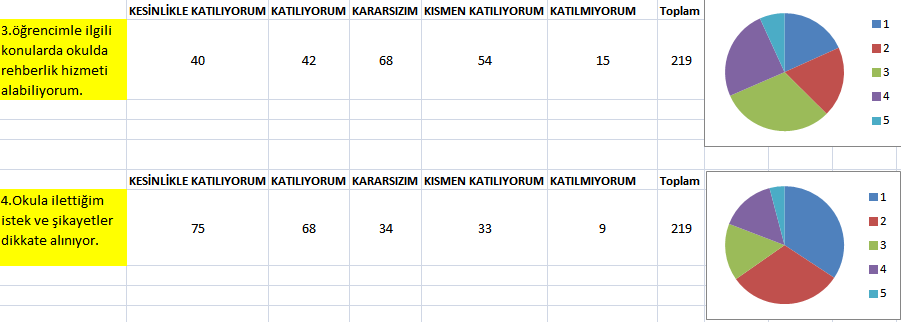 KESİNLİKLE KATILIYORUM KATILIYORUM KARARSIZIM KISMEN KATILIYORUM KATILMIYORUM Toplam
3.öğrencimle ilgili
konularda okulda
rehberlik hizmeti
alabiliyorum.
40 42 68 54 15 219
1
2
3
4
5
KESİNLİKLE KATILIYORUM KATILIYORUM KARARSIZIM KISMEN KATILIYORUM KATILMIYORUM Toplam
4.Okula ilettiğim
istek ve şikayetler
dikkate alınıyor.
75 68 34 33 9 219
1
2
3
4
5